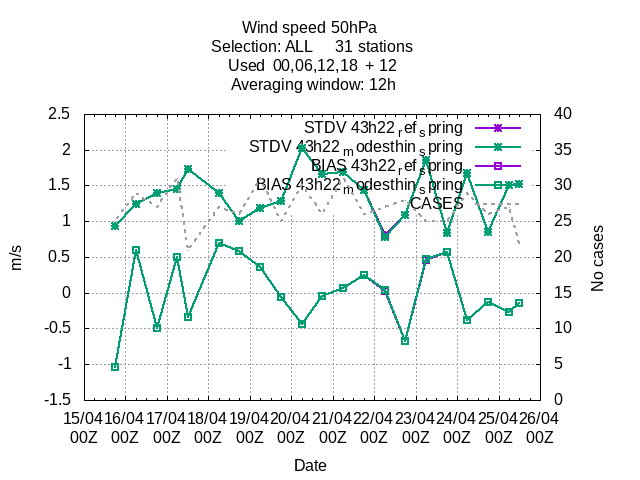 Wind speed 50hPa
Selection: ALL 31 stations
Used 00,06,12,18 + 12
Averaging window: 12h
STDV 43h22refspring
STDV 43h22modesthinspring
BIAS 43h22refspring
BIAS 43h22modesthinspring
CASES
2.5
2
1.5
1
0.5
0
-0.5
-1
-1.5
40
35
30
25
20
15
10
5
0
m/s
No cases
15/04 16/04 17/04 18/04 19/04 20/04 21/04 22/04 23/04 24/04 25/04 26/04
00Z 00Z 00Z 00Z 00Z 00Z 00Z 00Z 00Z 00Z 00Z 00Z
Date